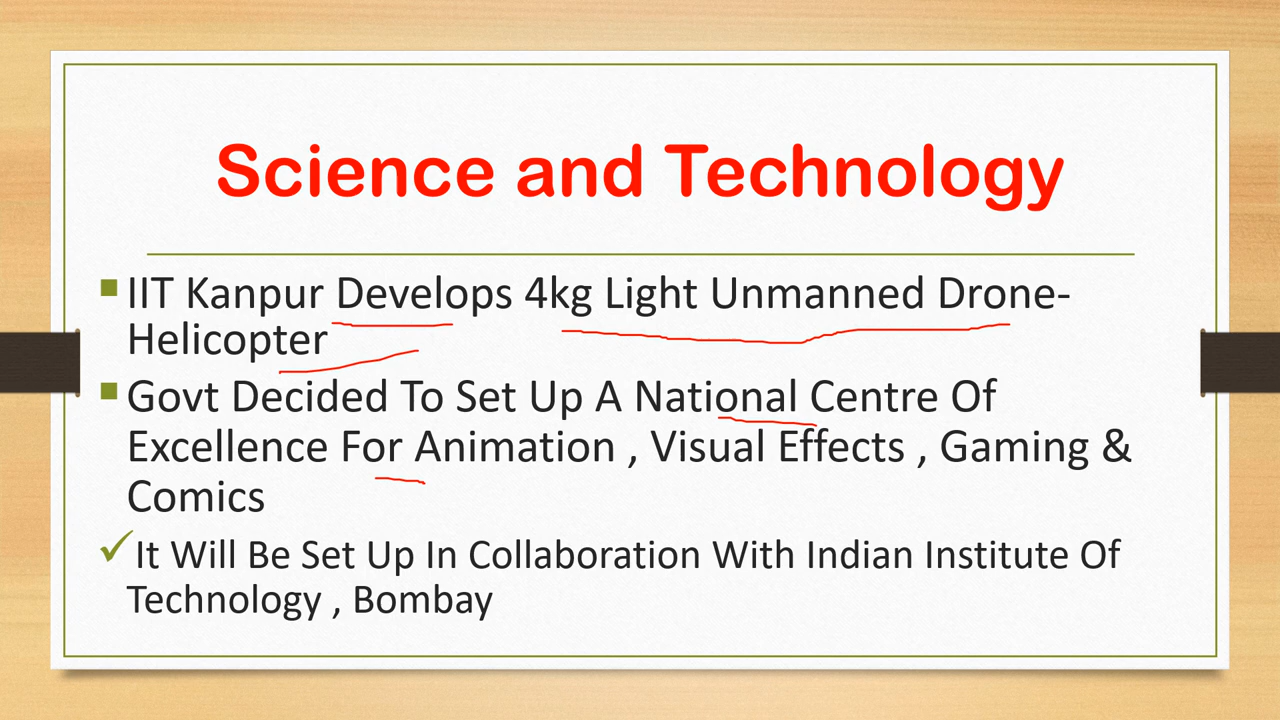 Science and Technology
IIT Kanpur Develops 4kg Light Unmanned Drone-
Helicopter
Govt Decided To Set Up A National Centre Of
Excellence For Animation , Visual Effects , Gaming &
Comics
It Will Be Set Up In Collaboration With Indian Institute Of
Technology , Bombay